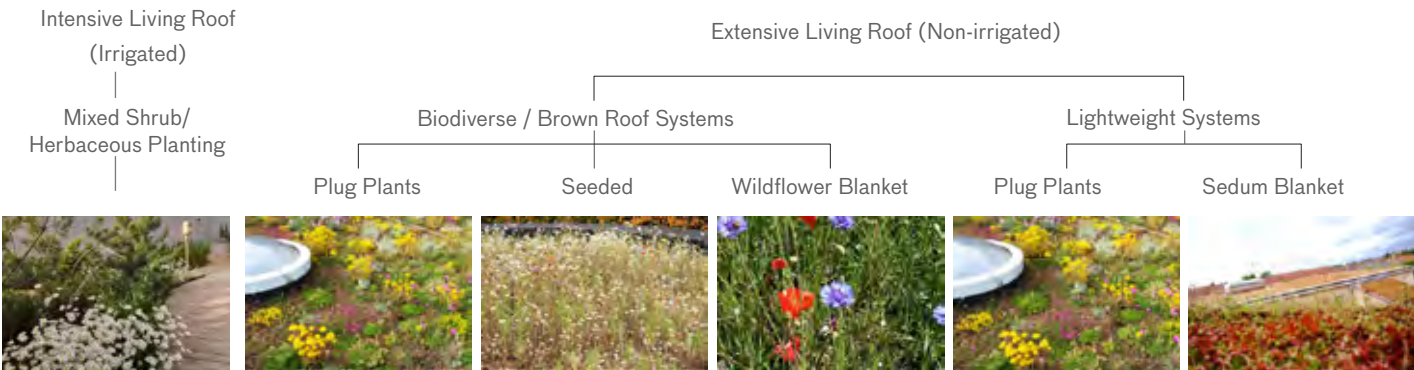 Intensive Living Roof
(Irrigated)
Extensive Living Roof (Non-irrigated)
Mixed Shrub/
Herbaceous Planting
Biodiverse / Brown Roof Systems
Lightweight Systems
Plug Plants
Seeded
Wildflower Blanket
Plug Plants
Sedum Blanket